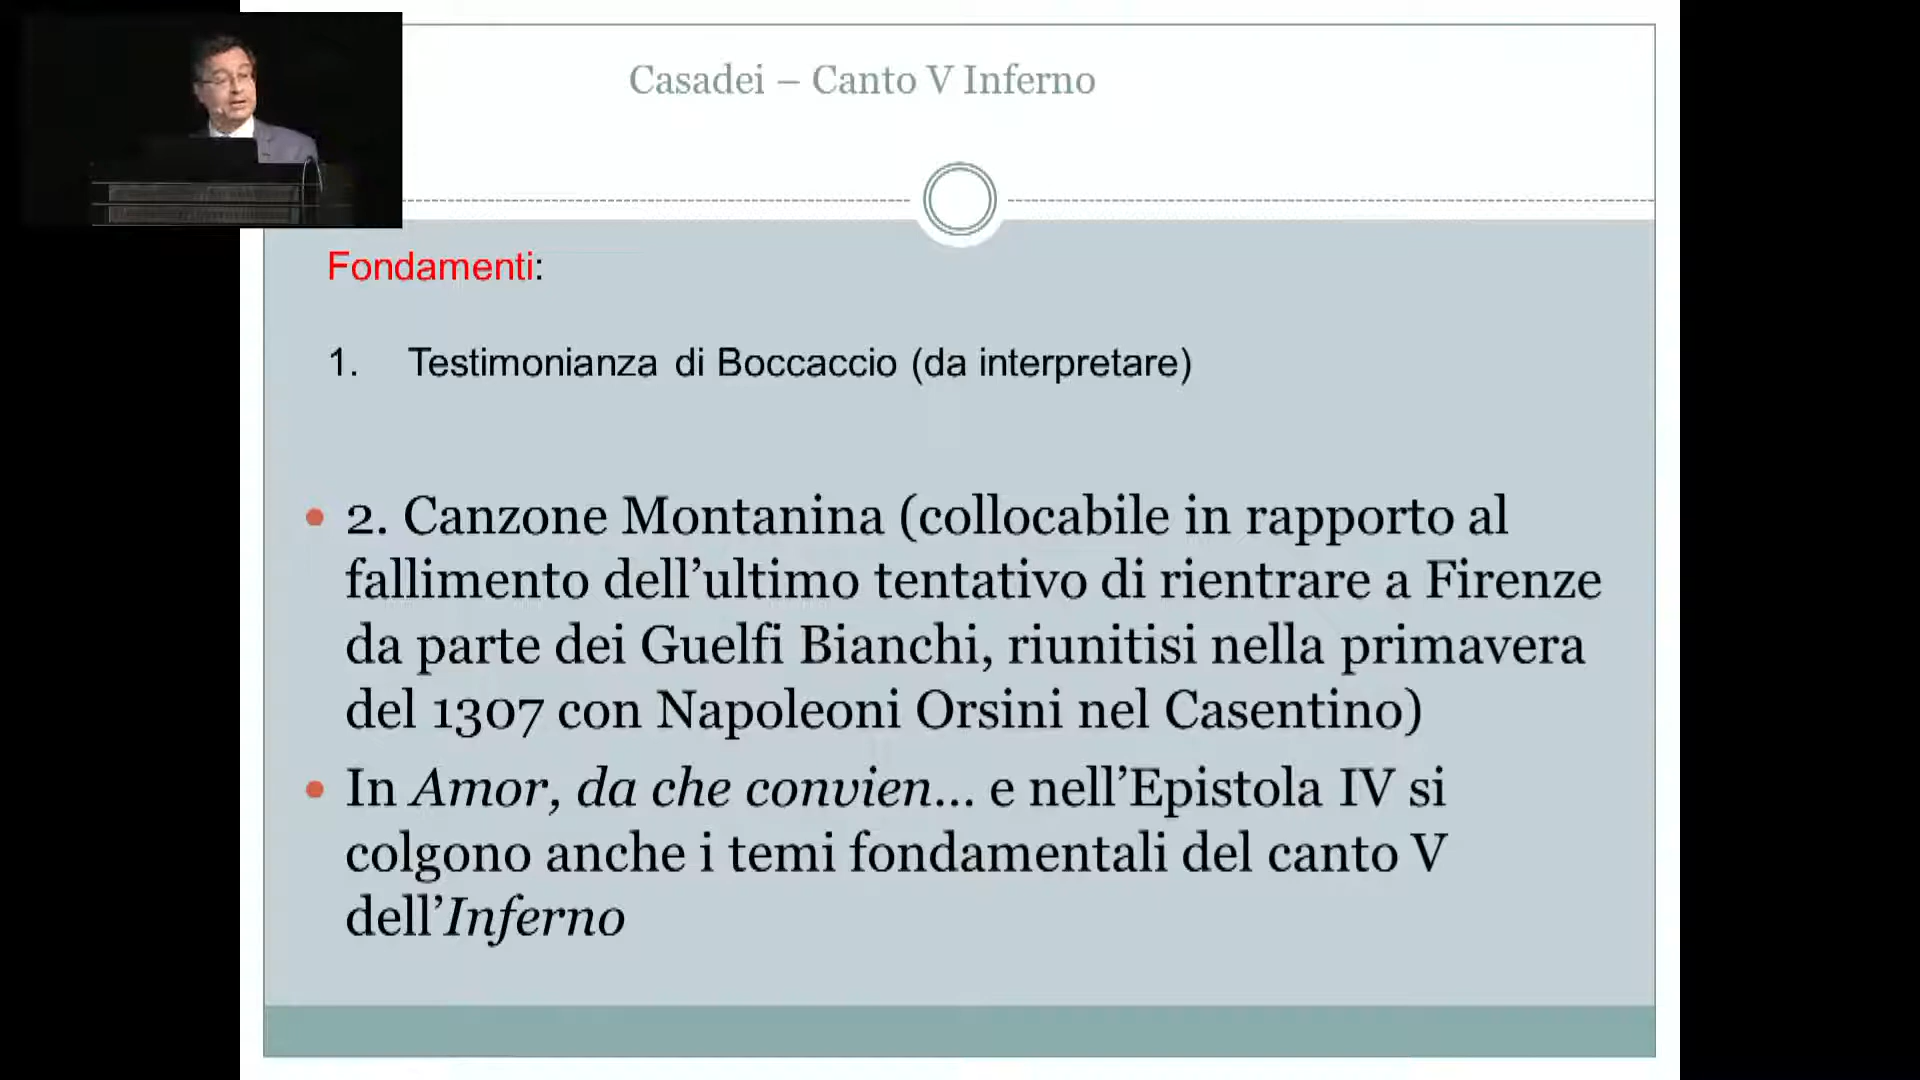 Casadei – Canto V Inferno
Fondamenti:
1. Testimonianza di Boccaccio (da interpretare)
• 2. Canzone Montanina (collocabile in rapporto al
fallimento dell’ultimo tentativo di rientrare a Firenze
da parte dei Guelfi Bianchi, riunitisi nella primavera
del 1307 con Napoleoni Orsini nel Casentino)
• In Amor, da che convien… e nell’Epistola IV si
colgono anche i temi fondamentali del canto V
dell’Inferno